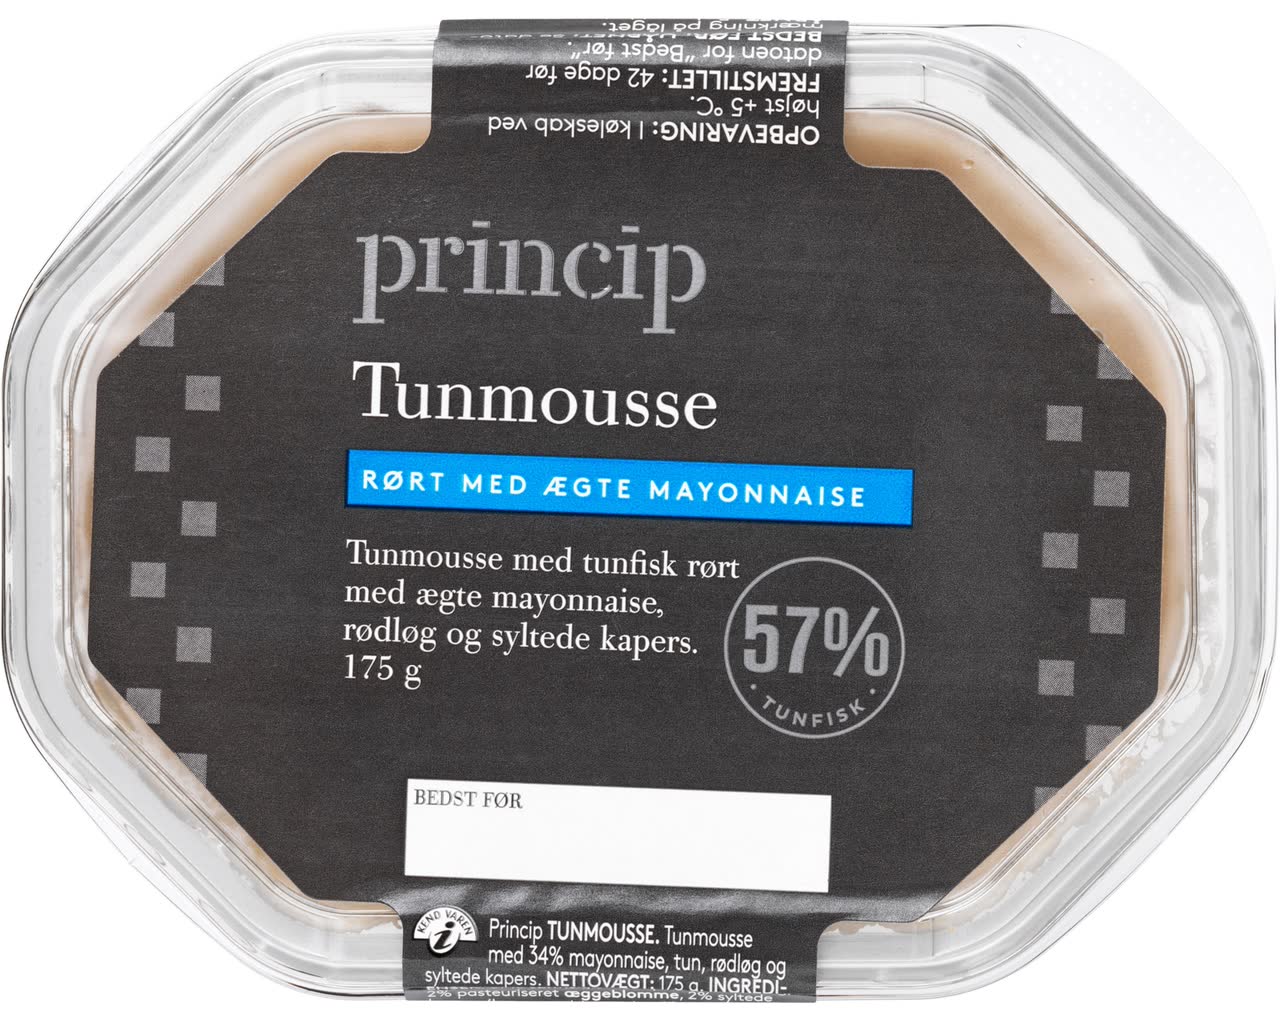 mærkning på låget.
datoen for "Bedst før".
FREMSTILLET: 42 dage før
højst +5 °C.
OPBEVARING: I køleskab ved
princip
Tunmousse
RØRT MED ÆGTE MAYONNAISE
Tunmousse med tunfisk rørt
med ægte mayonnaise,
rødløg og syltede kapers.
175 g
57%
TUNFISK
BEDST FØR
KEND VAREN
i
Princip TUNMOUSSE. Tunmousse
med 34% mayonnaise, tun, rødløg og
syltede kapers. NETTOVÆGT: 175 g. INGREDI-
2% pasteuriseret æggeblomme, 2% syltede